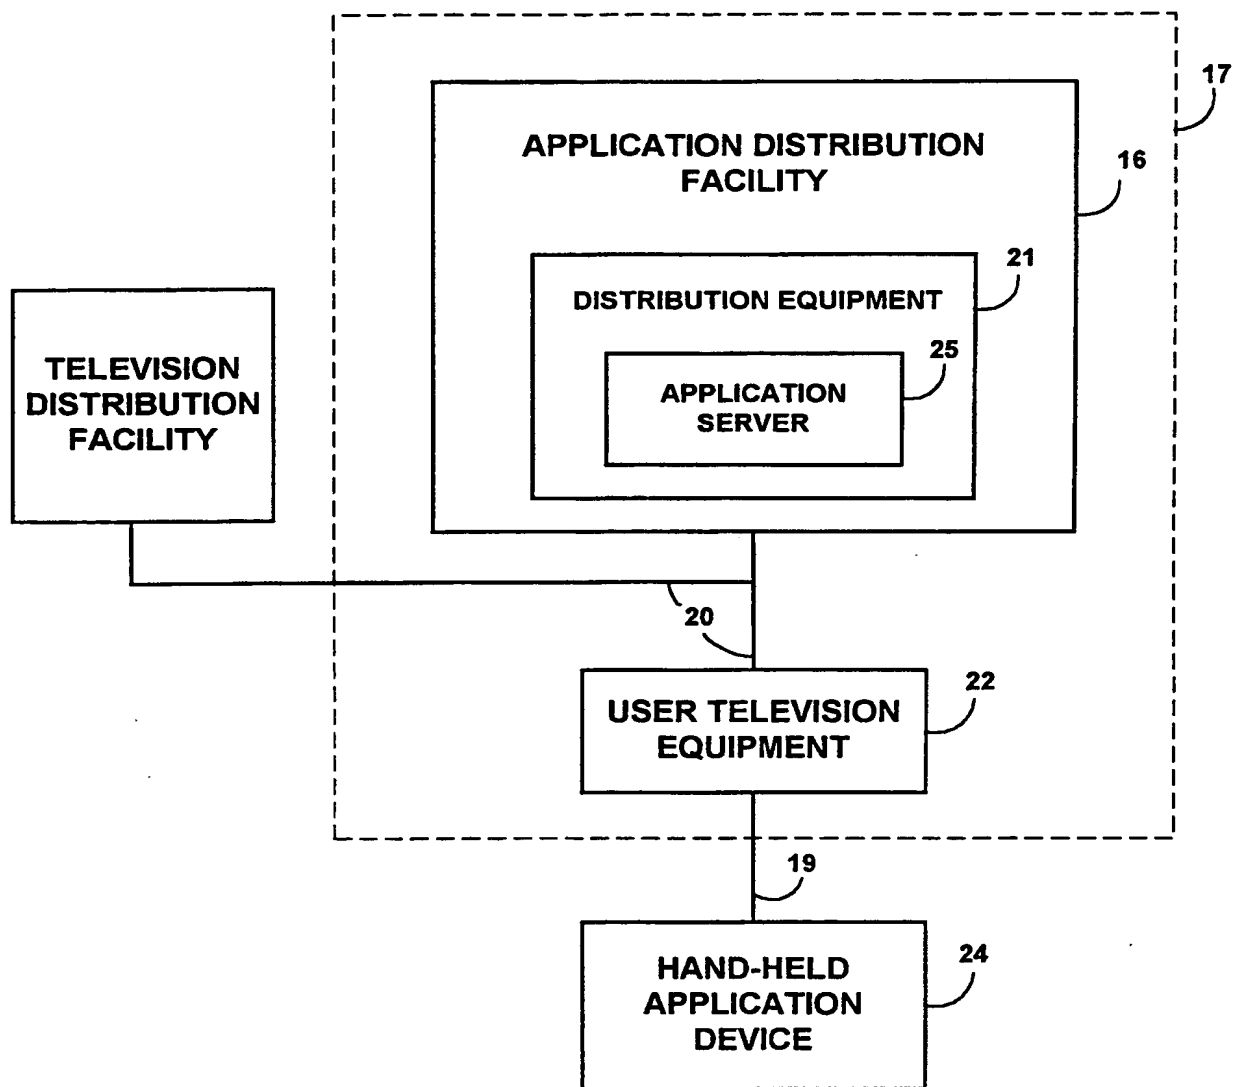 17
APPLICATION DISTRIBUTION
FACILITY
16
21
DISTRIBUTION EQUIPMENT
25
APPLICATION
SERVER
TELEVISION
DISTRIBUTION
FACILITY
20
22
USER TELEVISION
EQUIPMENT
19
24
HAND-HELD
APPLICATION
DEVICE